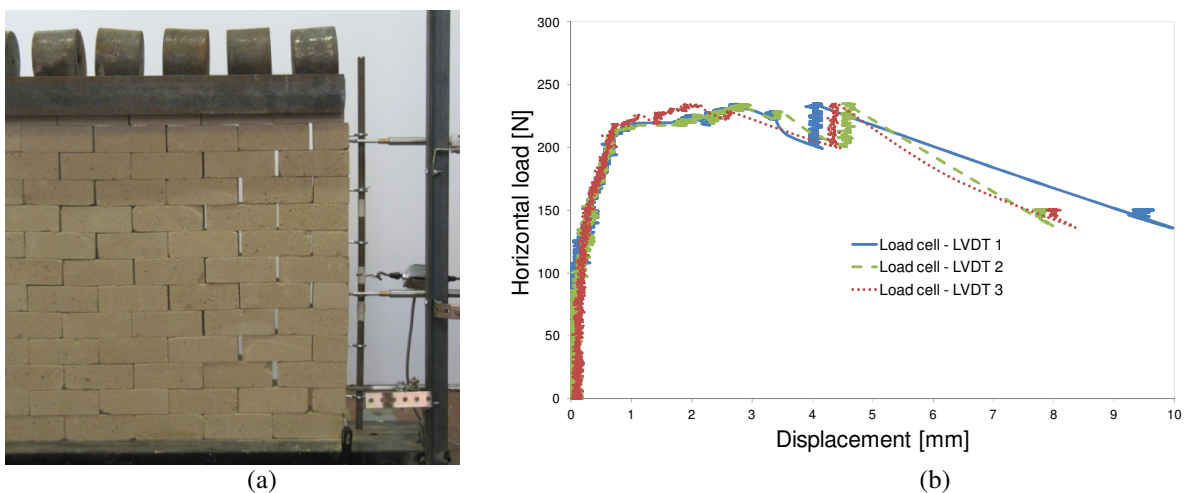 300
250
200
150
100
50
0
Horizontal load [N]
Load cell - LVDT 1
Load cell - LVDT 2
Load cell - LVDT 3
0 1 2 3 4 5 6 7 8 9 10
Displacement [mm]
(a) (b)